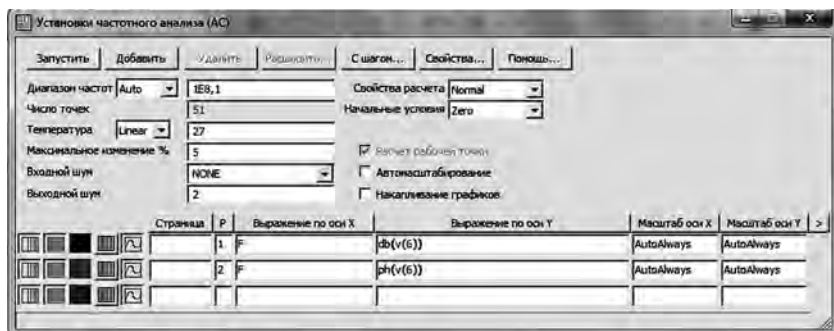 Установки частотного анализа (AC)
Запустить Добавить Удалить Расширить... С шагом... Свойства... Помощь...
Диапазон частот Auto 1E8,1 Свойства расчета Normal
Число точек 51 Начальные условия Zero
Температура Linear 27
Максимальное изменение % 5 Расчет рабочей точки
Входной шум NONE Автомасштабирование
Выходной шум 2 Накапливание графиков
Страница P Выражение по оси X Выражение по оси Y Масштаб оси X Масштаб оси Y >
1 F db(v(6)) AutoAlways AutoAlways
2 F ph(v(6)) AutoAlways AutoAlways